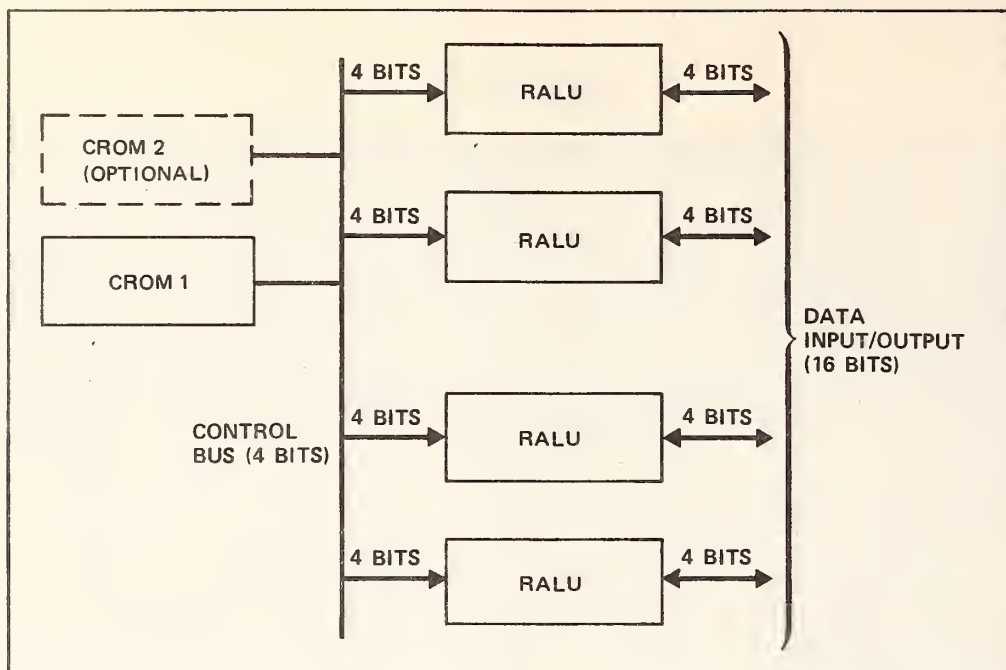 4 BITS
RALU
4 BITS
CROM 2
(OPTIONAL)
4 BITS
RALU
4 BITS
CROM 1
DATA
INPUT/OUTPUT
(16 BITS)
CONTROL
BUS (4 BITS)
4 BITS
RALU
4 BITS
4 BITS
RALU
4 BITS